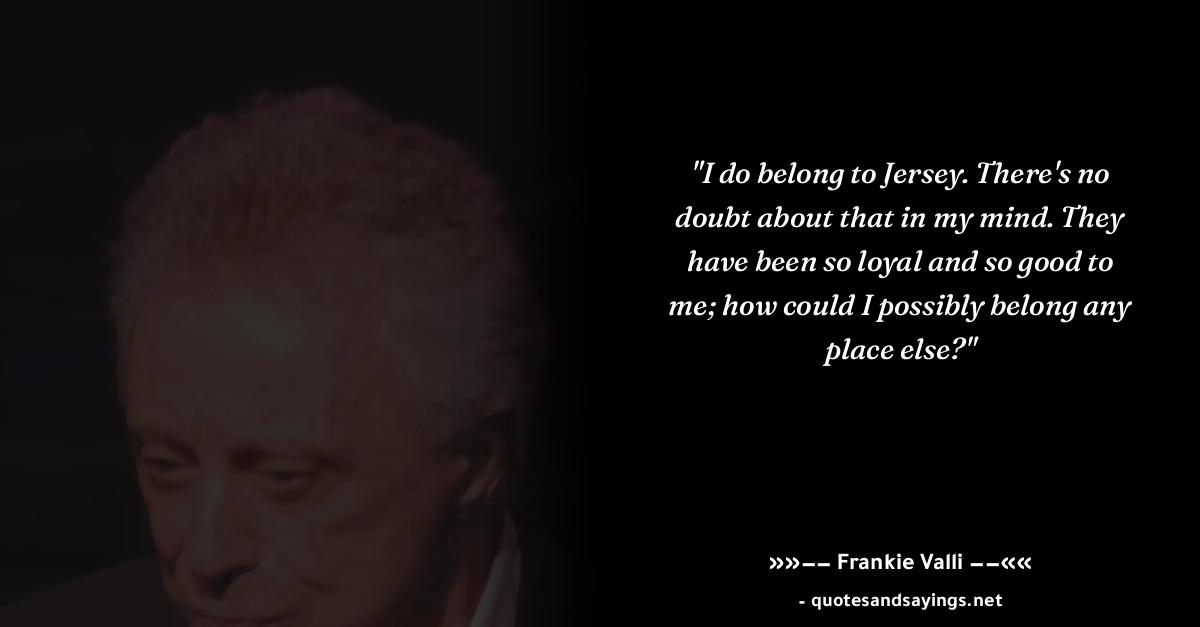 "I do belong to Jersey. There's no
doubt about that in my mind. They
have been so loyal and so good to
me; how could I possibly belong any
place else?"
»»–– Frankie Valli ––««
- quotesandsayings.net